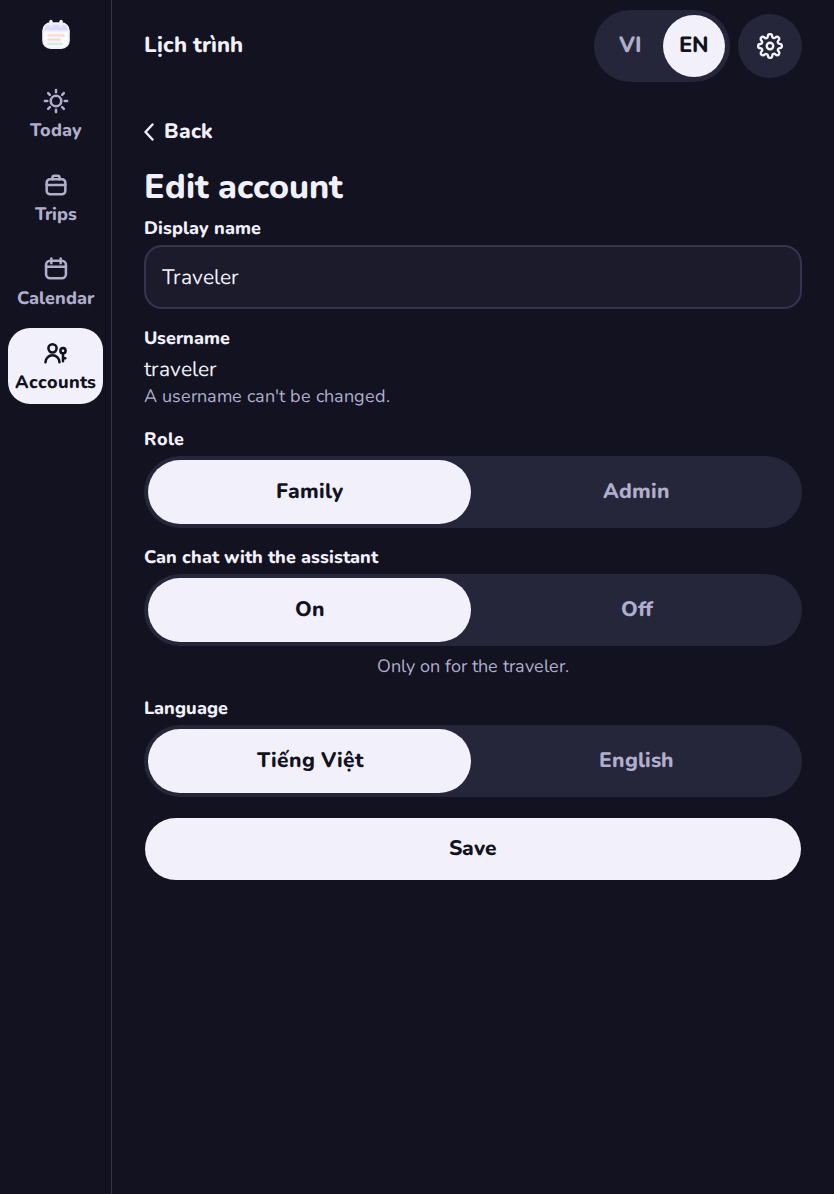 Lịch trình
VI
EN
Today
Trips
Calendar
Accounts
Back
Edit account
Display name
Traveler
Username
traveler
A username can't be changed.
Role
Family
Admin
Can chat with the assistant
On
Off
Only on for the traveler.
Language
Tiếng Việt
English
Save